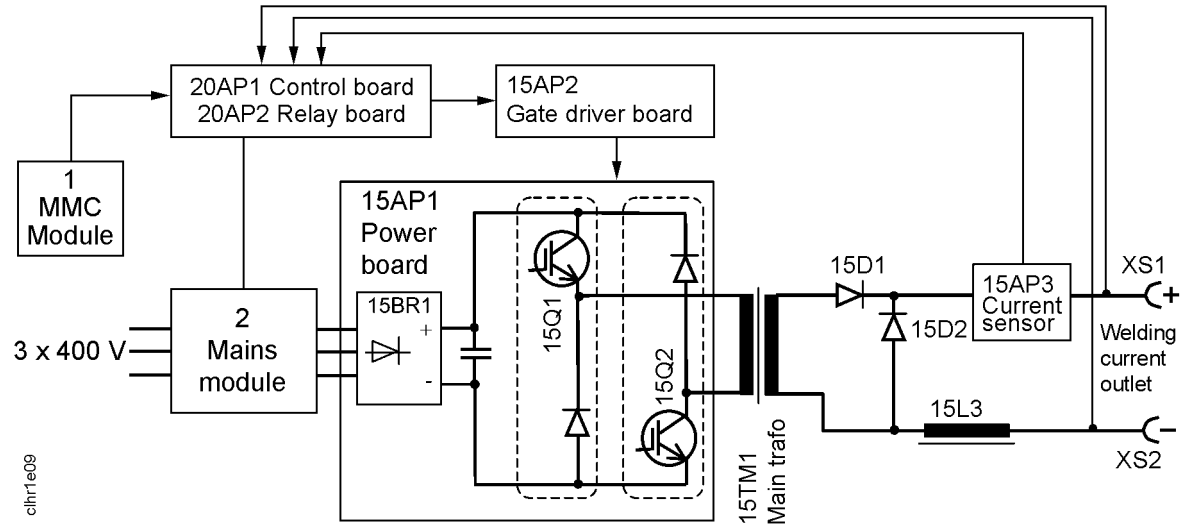 20AP1 Control board
20AP2 Relay board
15AP2
Gate driver board
1
MMC
Module
15AP1
Power
board
15BR1
+
-
15Q1
15Q2
2
Mains
module
3 x 400 V
15TM1
Main trafo
15D1
15D2
15AP3
Current
sensor
XS1
+
Welding
current
outlet
15L3
-
XS2
clhr1e09